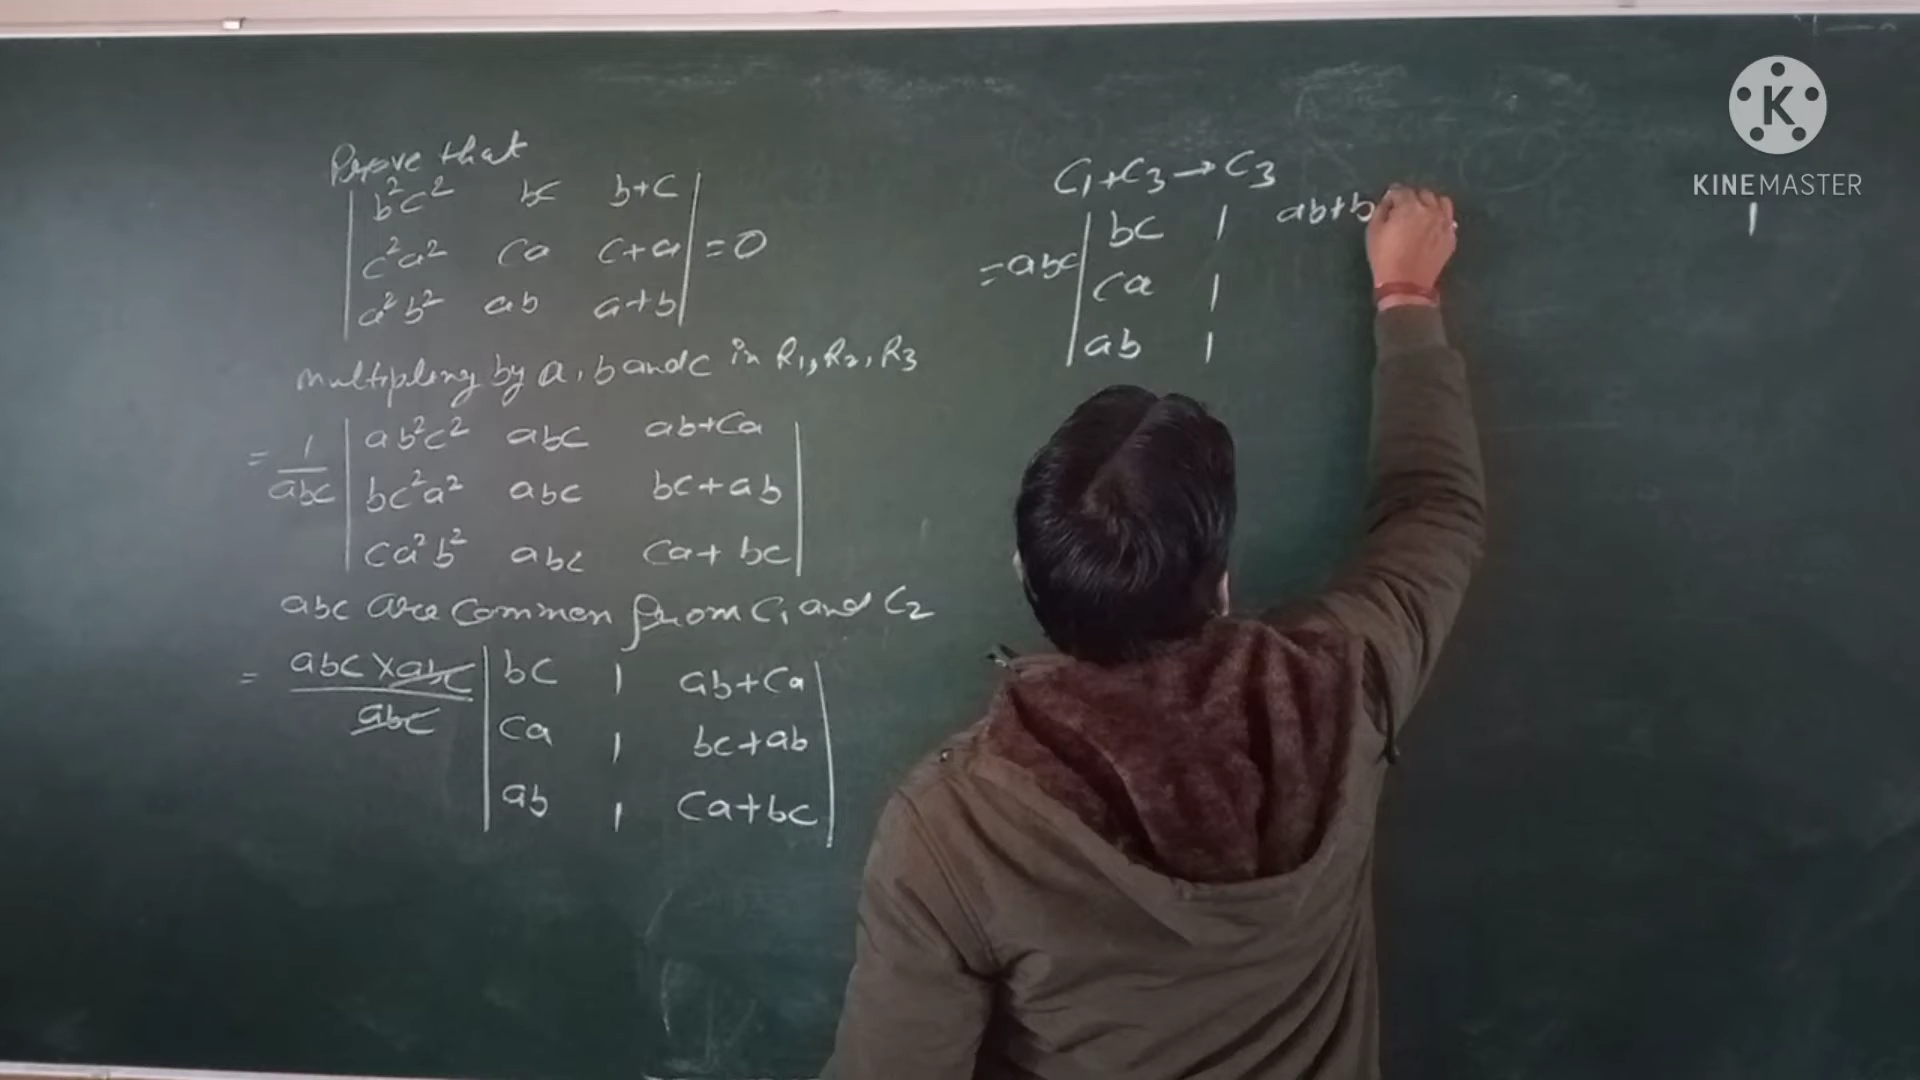 Prove that
| b²c² bc b+c |
| c²a² ca c+a | = 0
| a²b² ab a+b |
multipling by a, b and c in R₁, R₂, R₃
= 1/abc | ab²c² abc ab+ca |
| bc²a² abc bc+ab |
| ca²b² abc ca+bc |
abc are common from C₁ and C₂
= abc×abc/abc | bc 1 ab+ca |
| ca 1 bc+ab |
| ab 1 ca+bc |
C₁+C₃→C₃
=abc | bc 1 ab+b
| ca 1
| ab 1
1
K
KINEMASTER